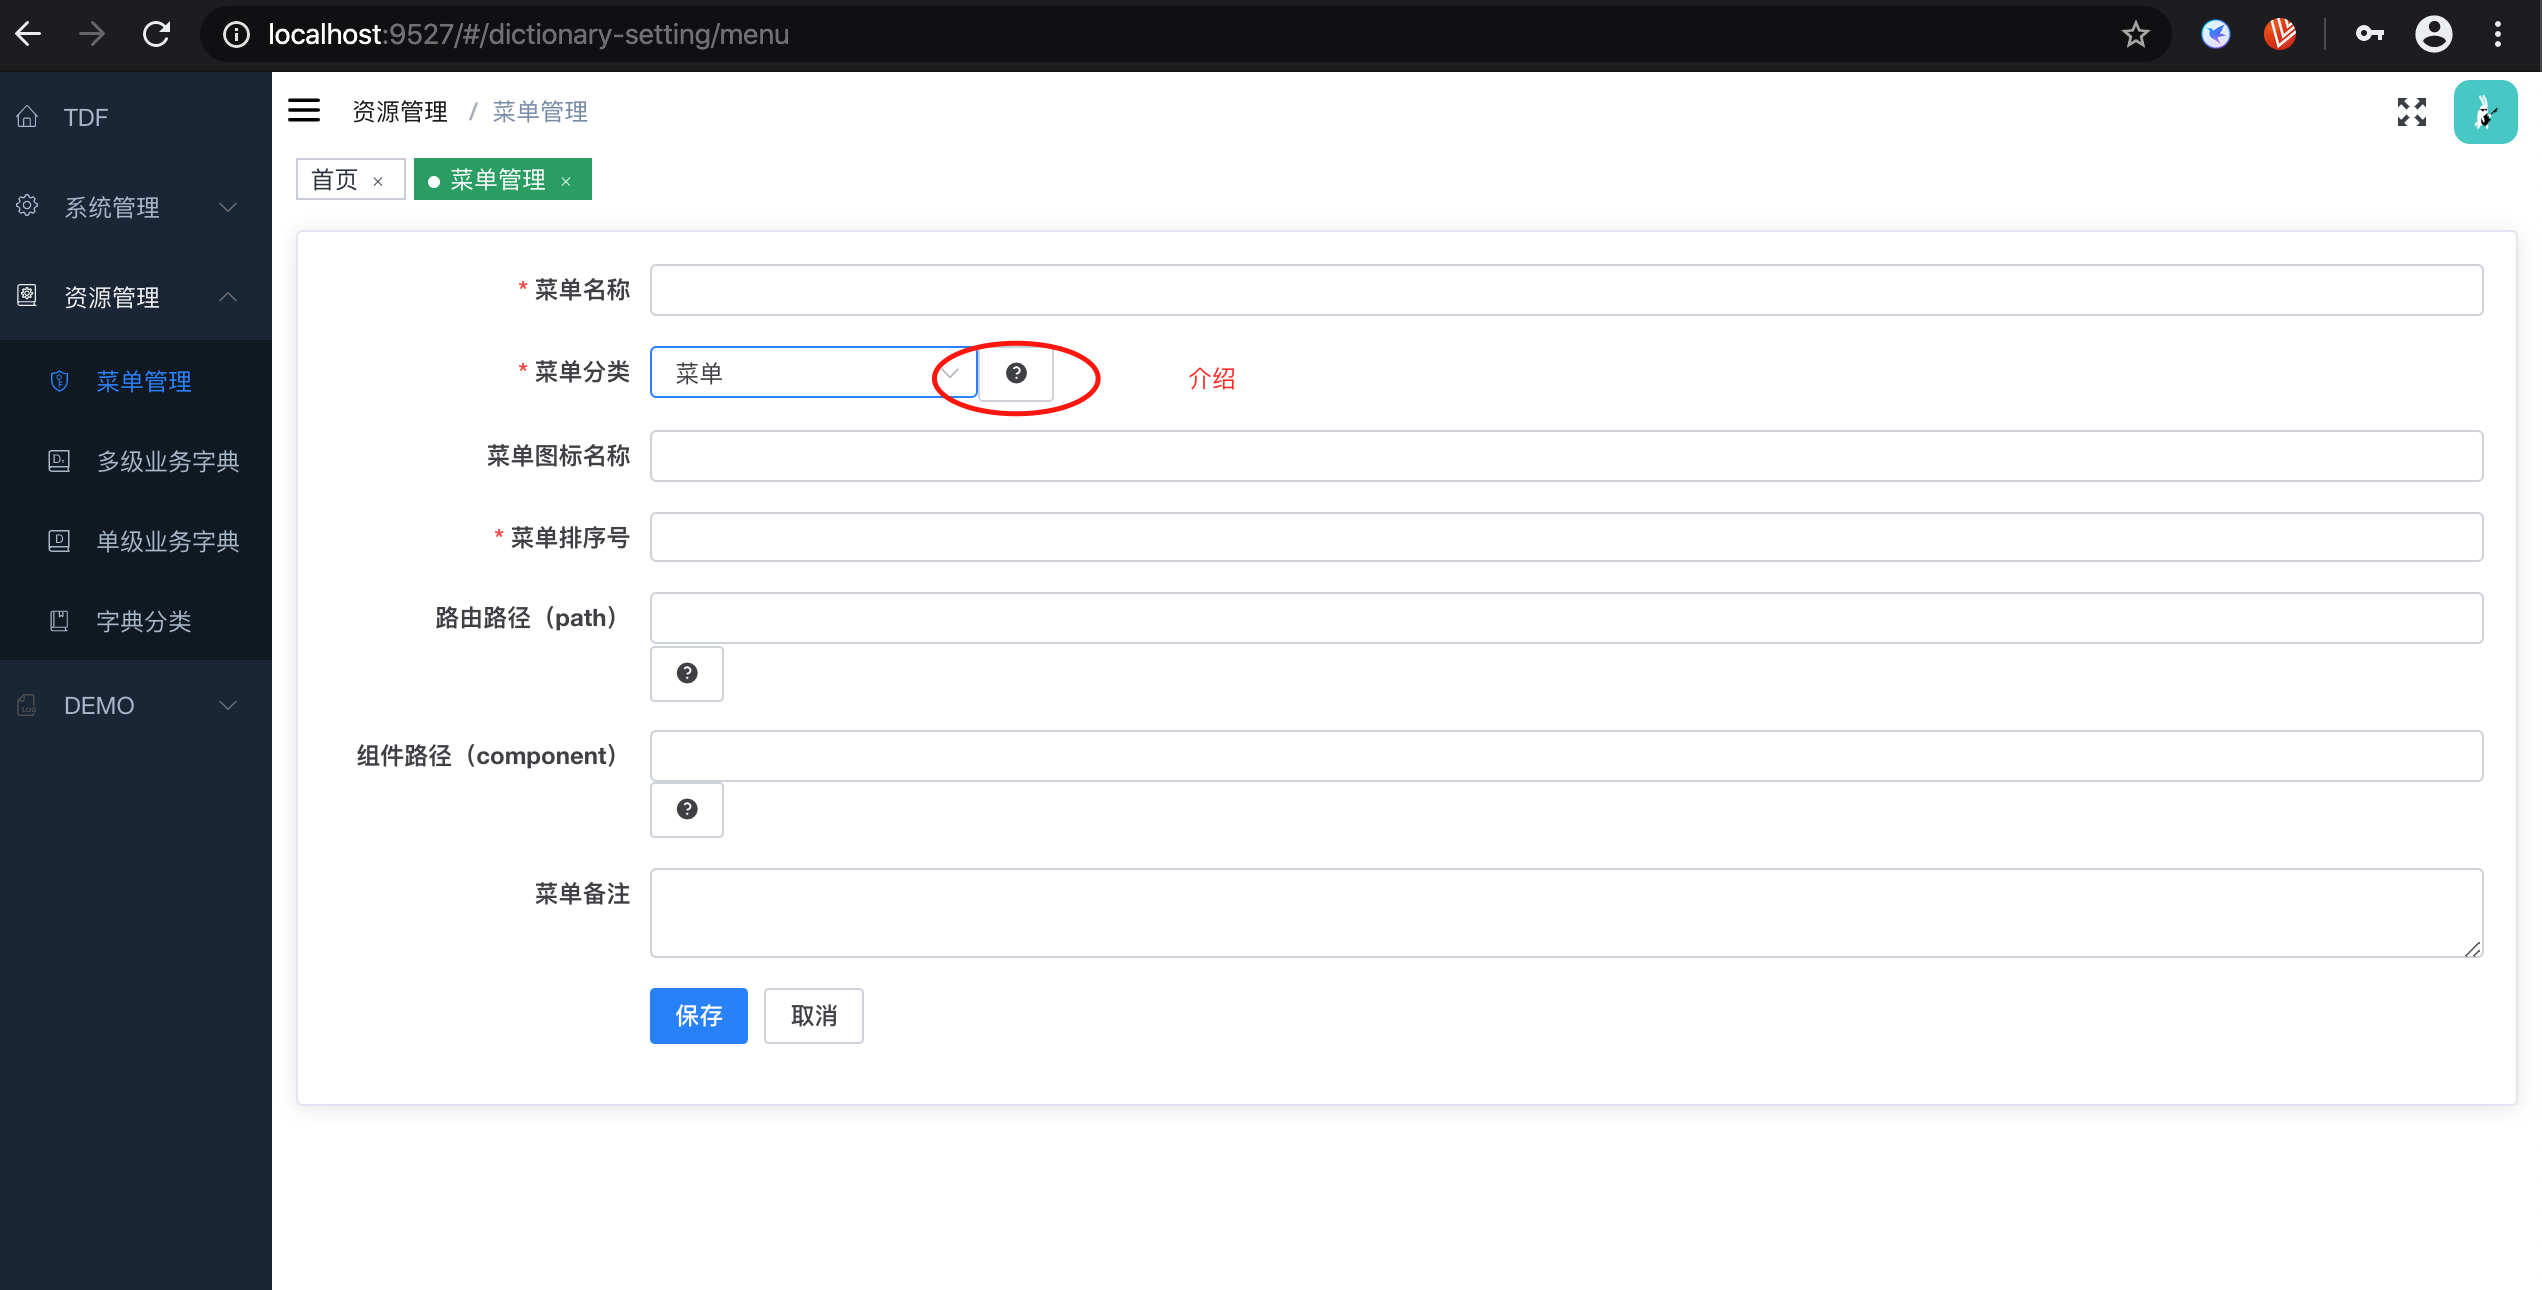 localhost:9527/#/dictionary-setting/menu
TDF
系统管理
资源管理
菜单管理
多级业务字典
单级业务字典
字典分类
DEMO
资源管理 / 菜单管理
首页 ×
菜单管理 ×
* 菜单名称
* 菜单分类 菜单 介绍
菜单图标名称
* 菜单排序号
路由路径（path）
组件路径（component）
菜单备注
保存 取消